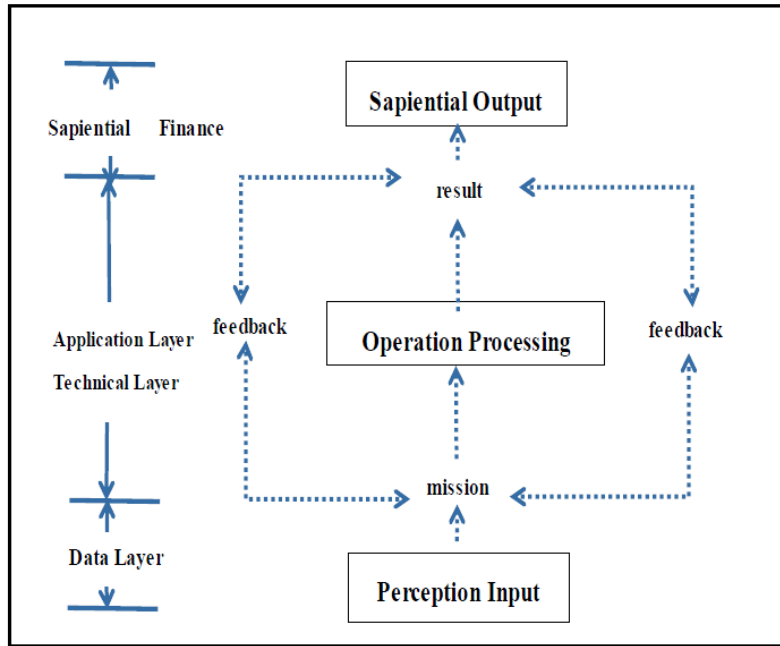 Sapiential Output
Sapiential Finance
result
feedback
Operation Processing
feedback
Application Layer
Technical Layer
mission
Data Layer
Perception Input